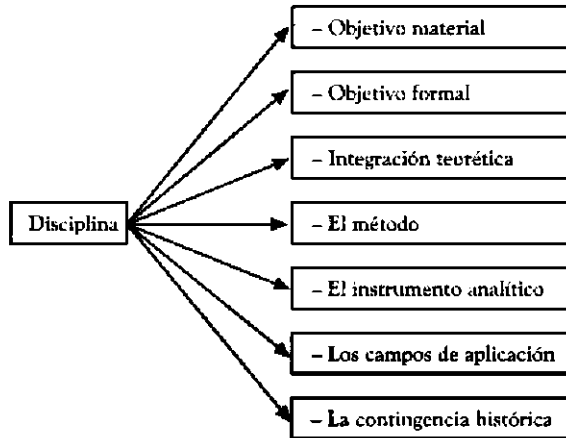 – Objetivo material
– Objetivo formal
– Integración teorética
Disciplina
– El método
– El instrumento analítico
– Los campos de aplicación
– La contingencia histórica